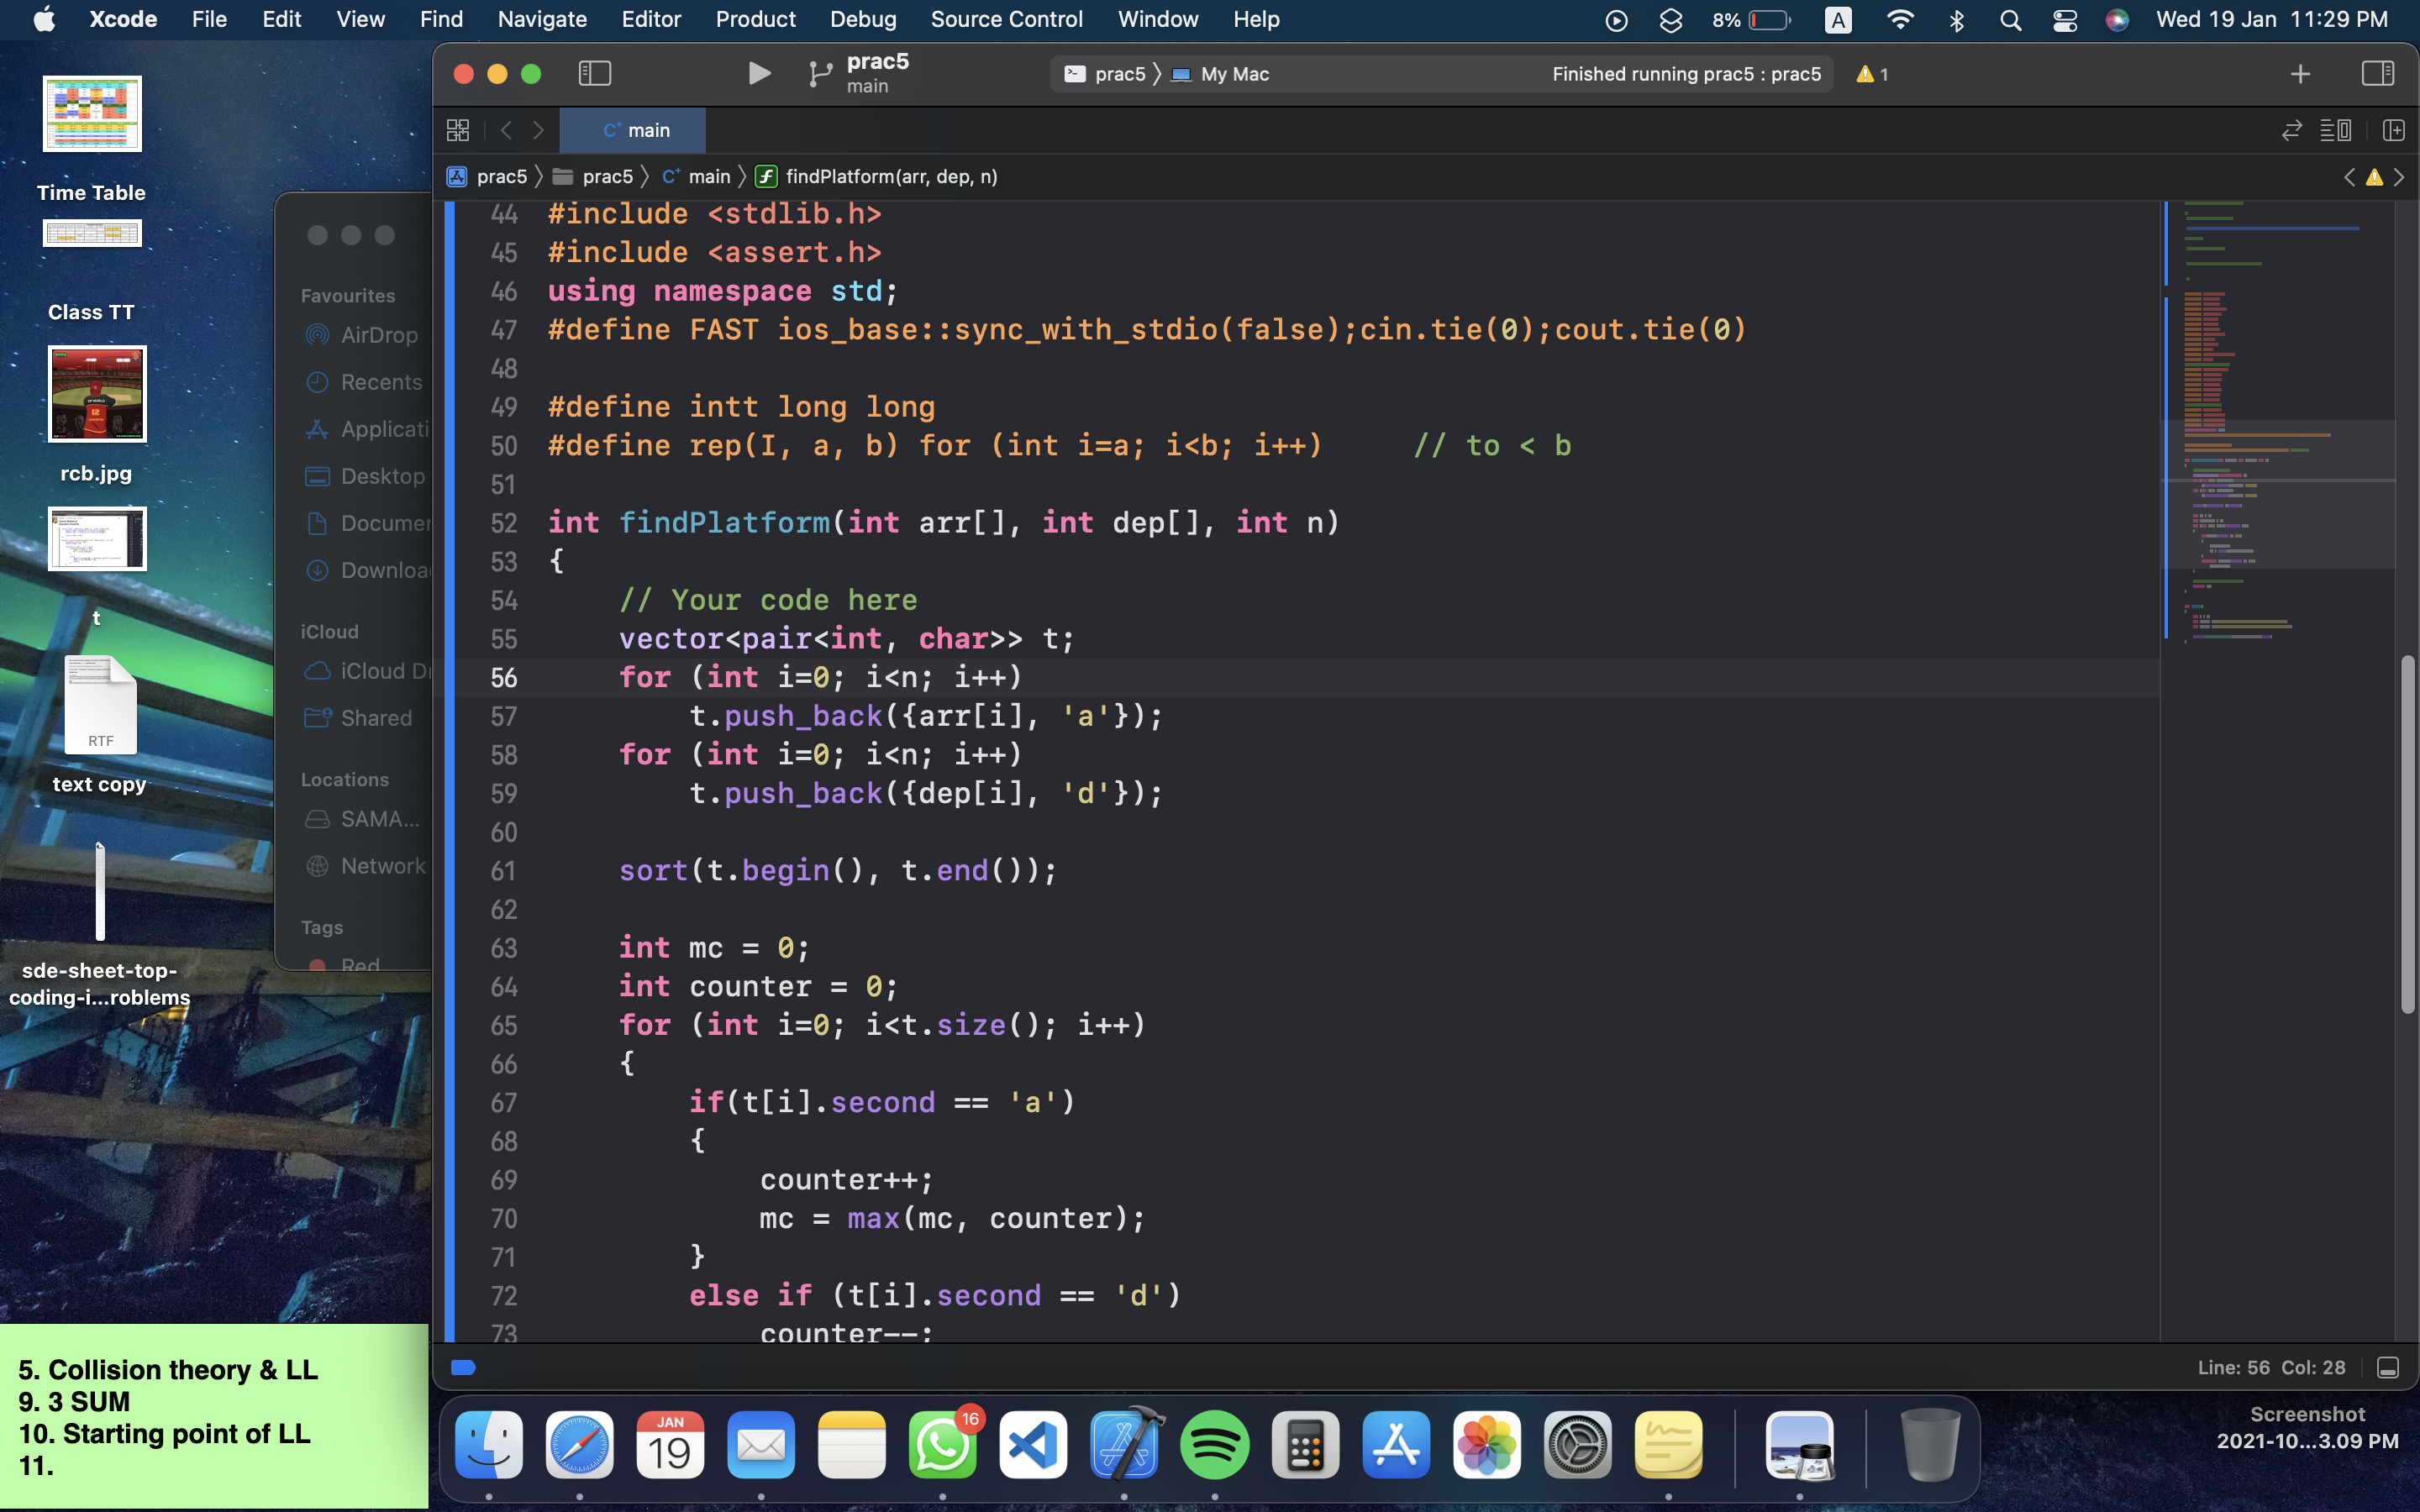 Xcode File Edit View Find Navigate Editor Product Debug Source Control Window Help 8% A Wed 19 Jan 11:29 PM
prac5
main
prac5 My Mac
Finished running prac5 : prac5
1
main
prac5 prac5 main findPlatform(arr, dep, n)
44 #include <stdlib.h>
45 #include <assert.h>
46 using namespace std;
47 #define FAST ios_base::sync_with_stdio(false);cin.tie(0);cout.tie(0)
48
49 #define intt long long
50 #define rep(I, a, b) for (int i=a; i<b; i++) // to < b
51
52 int findPlatform(int arr[], int dep[], int n)
53 {
54 // Your code here
55 vector<pair<int, char>> t;
56 for (int i=0; i<n; i++)
57 t.push_back({arr[i], 'a'});
58 for (int i=0; i<n; i++)
59 t.push_back({dep[i], 'd'});
60
61 sort(t.begin(), t.end());
62
63 int mc = 0;
64 int counter = 0;
65 for (int i=0; i<t.size(); i++)
66 {
67 if(t[i].second == 'a')
68 {
69 counter++;
70 mc = max(mc, counter);
71 }
72 else if (t[i].second == 'd')
73 counter--;
Line: 56 Col: 28
Time Table
Class TT
rcb.jpg
t
RTF
text copy
sde-sheet-top-
coding-i...roblems
Favourites
AirDrop
Recents
Applicati
Desktop
Documen
Downloa
iCloud
iCloud Dr
Shared
Locations
SAMA...
Network
Tags
Red
5. Collision theory & LL
9. 3 SUM
10. Starting point of LL
11.
JAN
19
16
Screenshot
2021-10...3.09 PM